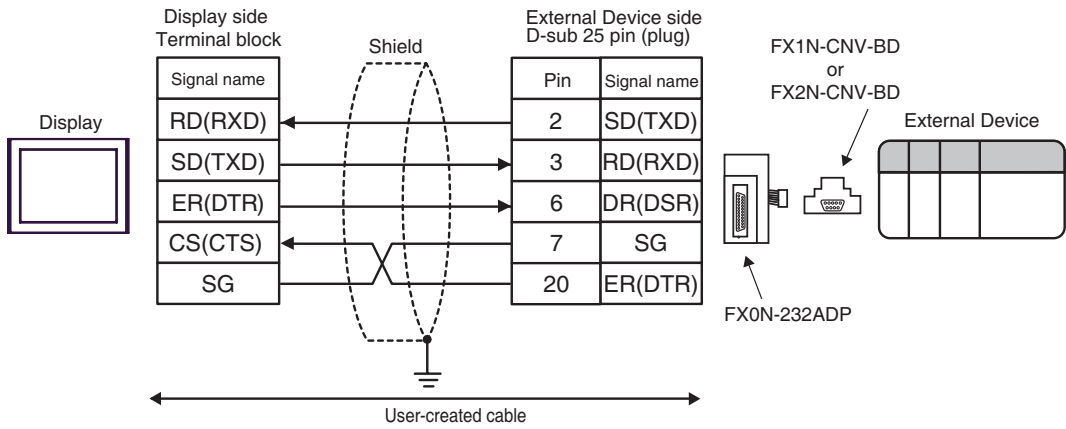 Display side
Terminal block
Shield
External Device side
D-sub 25 pin (plug)
FX1N-CNV-BD
or
FX2N-CNV-BD
Display
External Device
Signal name
Pin
Signal name
RD(RXD)
2
SD(TXD)
SD(TXD)
3
RD(RXD)
ER(DTR)
6
DR(DSR)
CS(CTS)
7
SG
SG
20
ER(DTR)
FX0N-232ADP
User-created cable